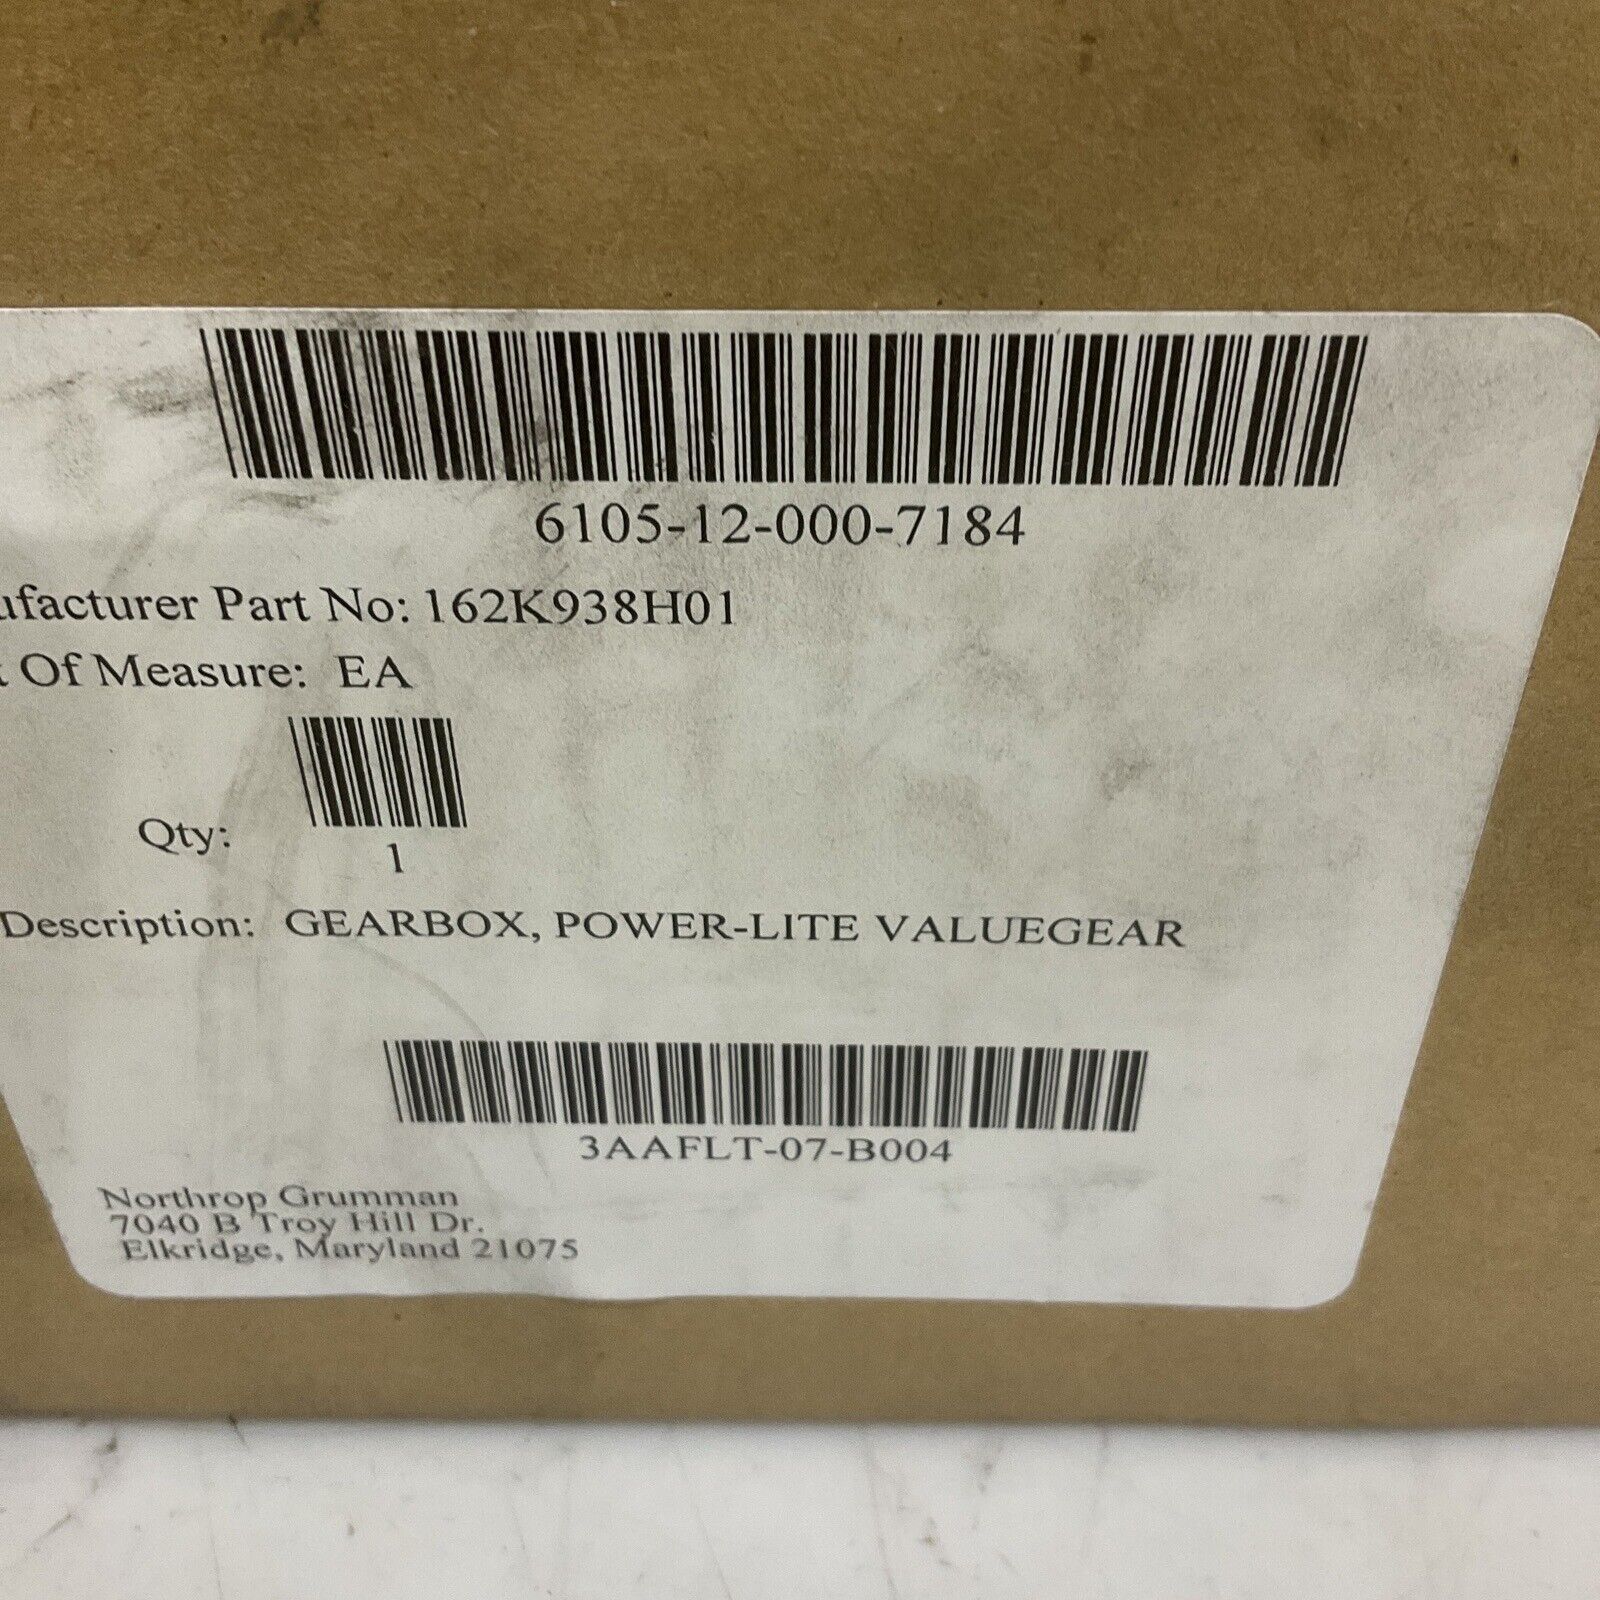 6105-12-000-7184
ufacturer Part No: 162K938H01
Of Measure: EA
Qty:
1
Description: GEARBOX, POWER-LITE VALUEGEAR
3AAFLT-07-B004
Northrop Grumman
7040 B Troy Hill Dr.
Elkridge, Maryland 21075